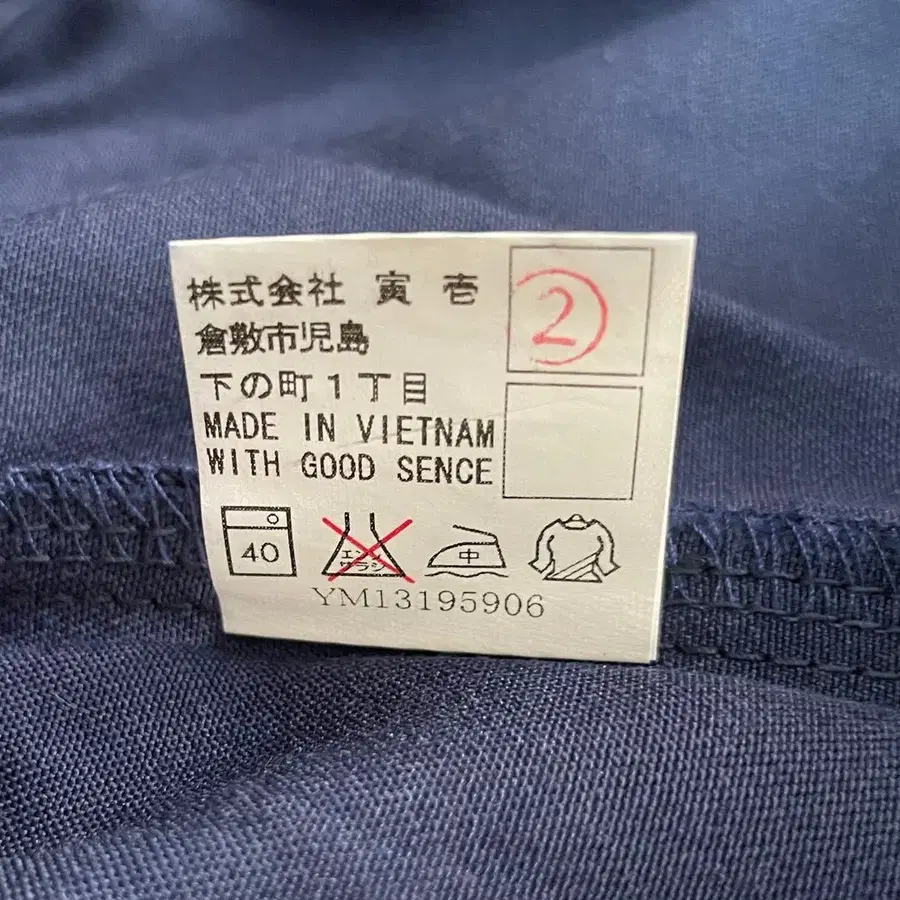 株式会社 寅壱
②
倉敷市児島
下の町1丁目
MADE IN VIETNAM
WITH GOOD SENCE
40
エンソ
サラシ
中
YM13195906